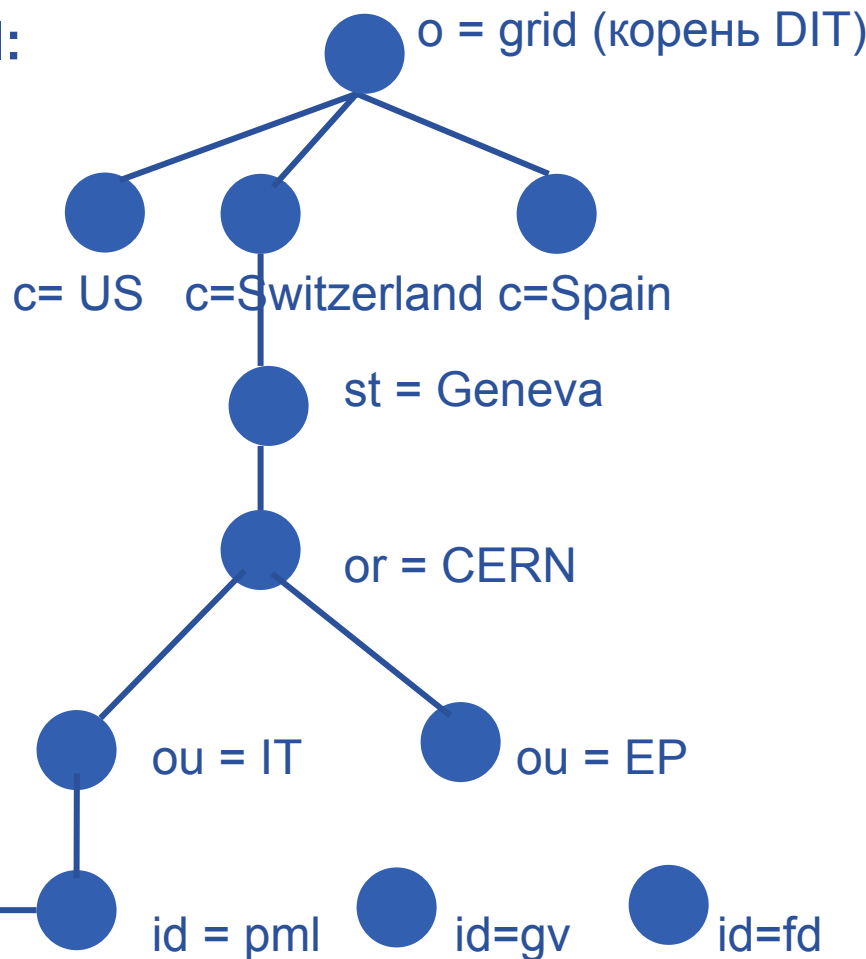 o = grid (корень DIT)
c= US c=Switzerland c=Spain
st = Geneva
or = CERN
ou = IT ou = EP
id = pml id=gv id=fd